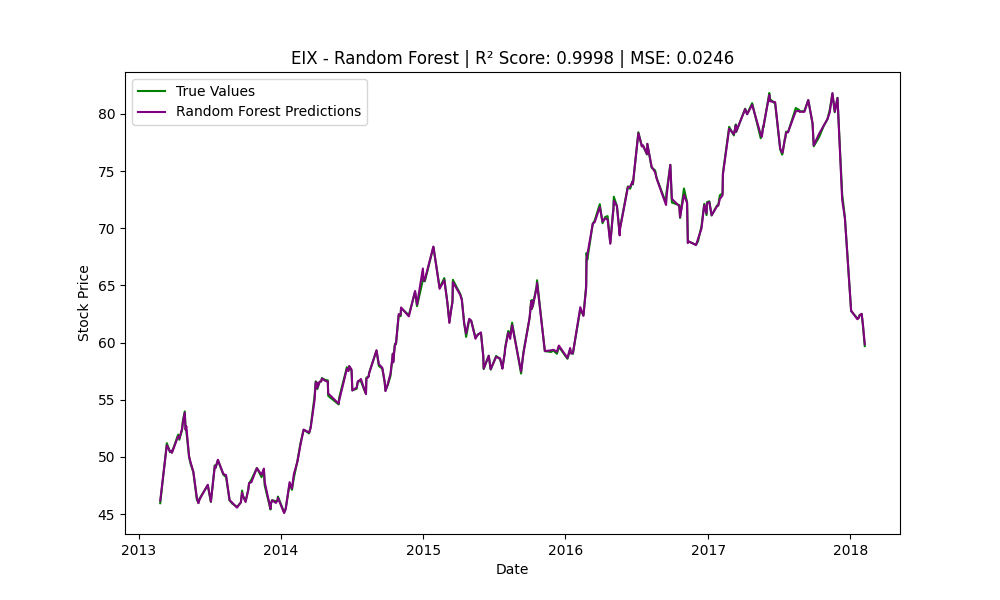 EIX - Random Forest | R² Score: 0.9998 | MSE: 0.0246
True Values
Random Forest Predictions
80
75
70
65
60
55
50
45
Stock Price
2013 2014 2015 2016 2017 2018
Date